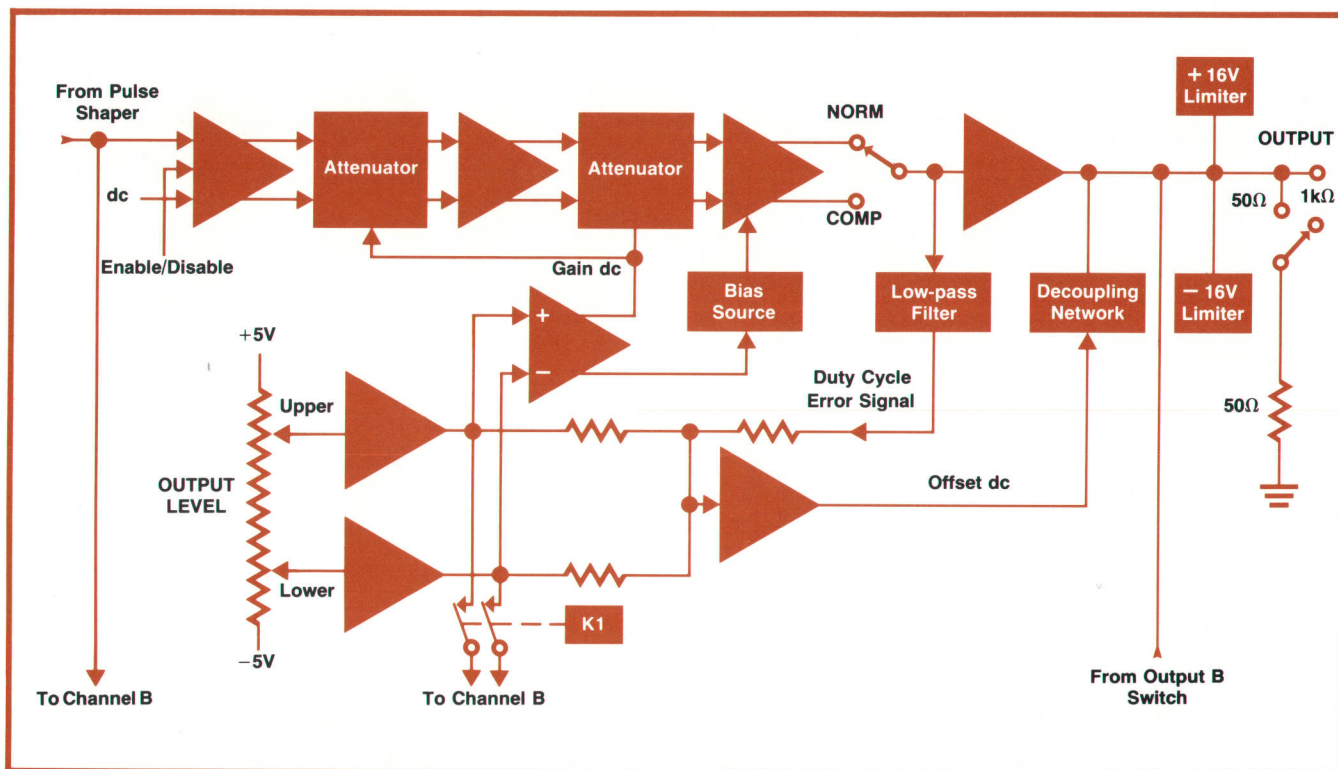 From Pulse
Shaper
dc
Enable/Disable
Attenuator
Attenuator
Gain dc
NORM
COMP
+ 16V
Limiter
OUTPUT
50Ω
1kΩ
Bias
Source
Low-pass
Filter
Decoupling
Network
− 16V
Limiter
+5V
Upper
OUTPUT
LEVEL
Lower
−5V
+
−
Duty Cycle
Error Signal
50Ω
Offset dc
K1
To Channel B
To Channel B
From Output B
Switch